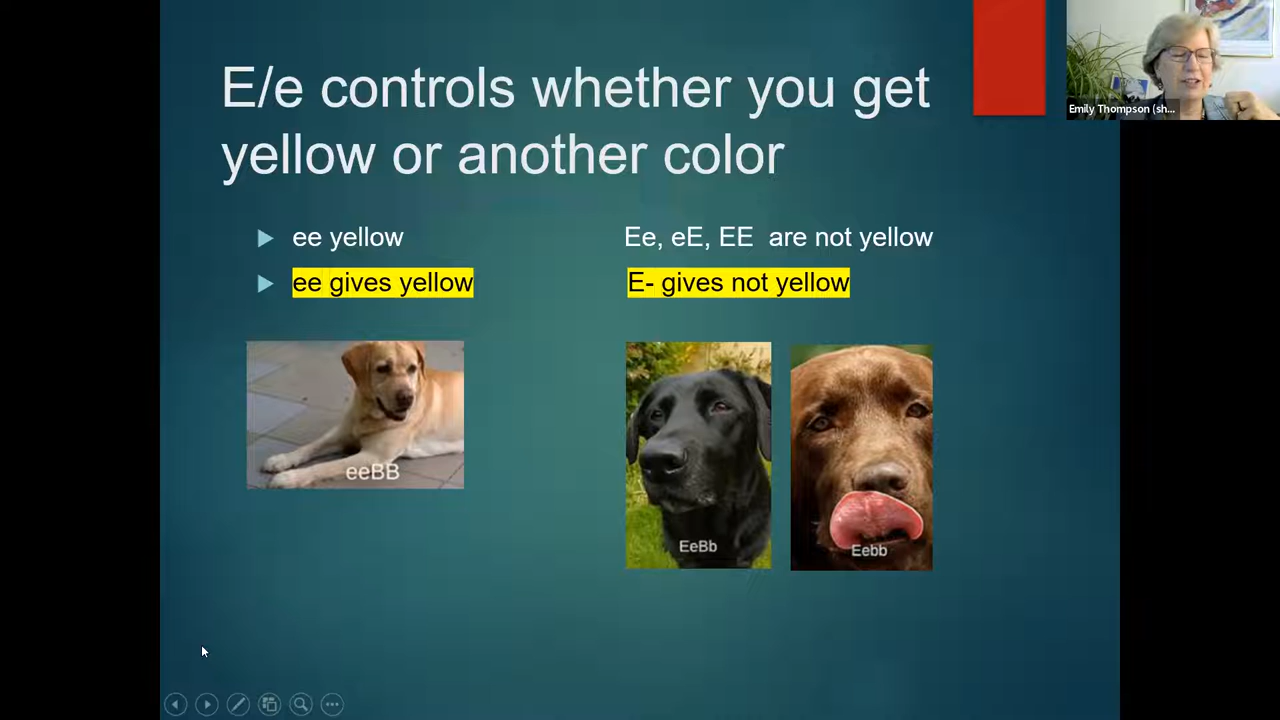 E/e controls whether you get
yellow or another color
ee yellow
Ee, eE, EE  are not yellow
ee gives yellow
E- gives not yellow
eeBB
EeBb
Eebb
Emily Thompson (sh...